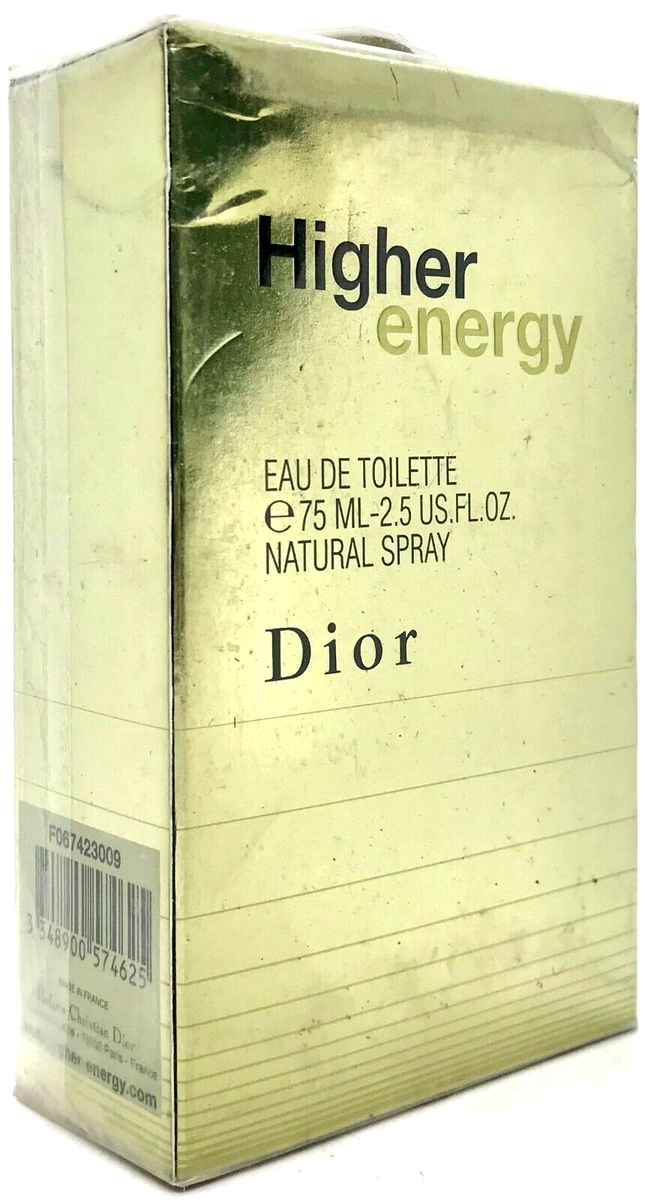 Higher
energy
EAU DE TOILETTE
℮ 75 ML-2.5 US.FL.OZ.
NATURAL SPRAY
Dior
F067423009
3 348900 574625
MADE IN FRANCE
Christian Dior
Paris - France
energy.com